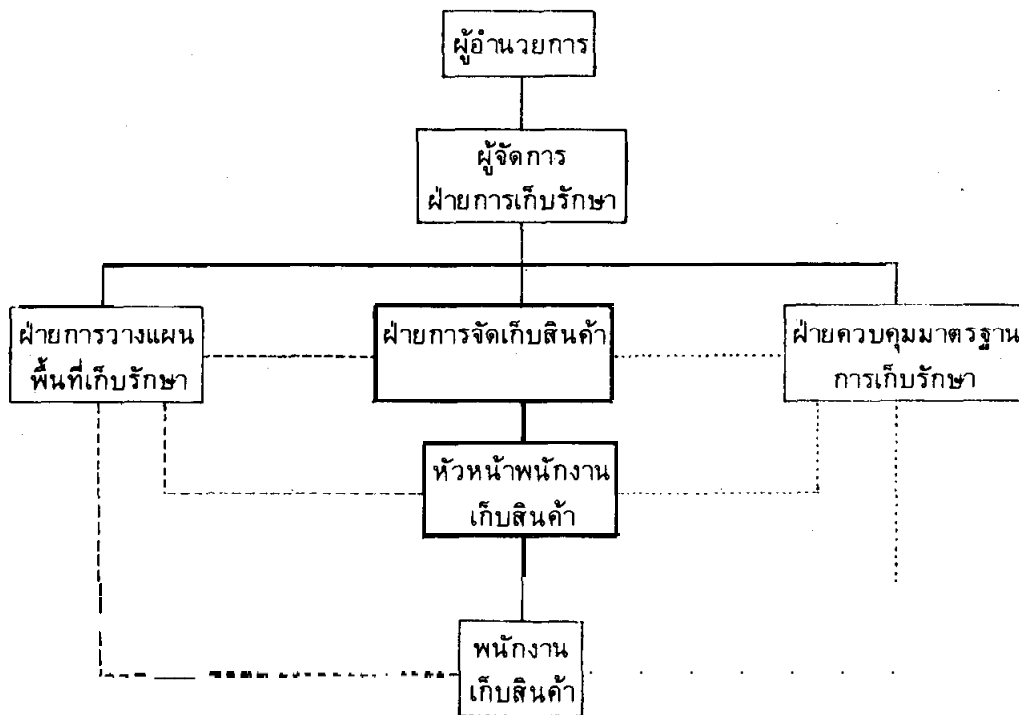 ผู้อำนวยการ
ผู้จัดการ
ฝ่ายการเก็บรักษา
ฝ่ายการวางแผน
พื้นที่เก็บรักษา
ฝ่ายการจัดเก็บสินค้า
ฝ่ายควบคุมมาตรฐาน
การเก็บรักษา
หัวหน้าพนักงาน
เก็บสินค้า
พนักงาน
เก็บสินค้า